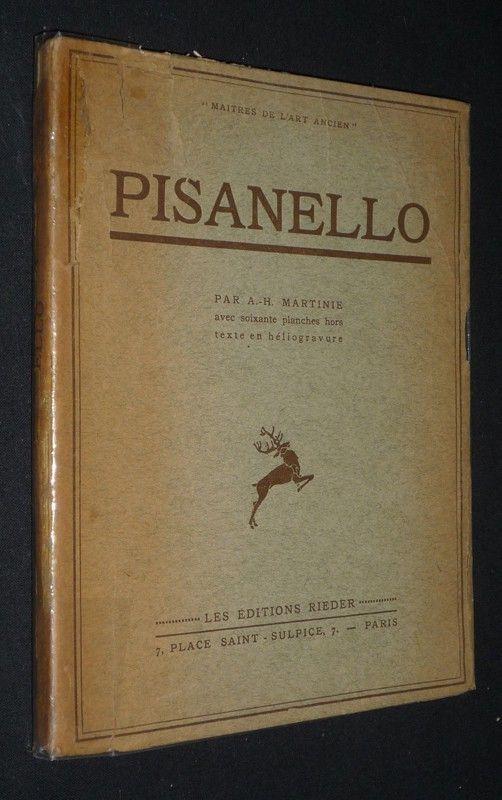 "MAITRES DE L'ART ANCIEN"
PISANELLO
PAR A.-H. MARTINIE
avec soixante planches hors
texte en héliogravure
LES EDITIONS RIEDER
7, PLACE SAINT-SULPICE, 7. — PARIS